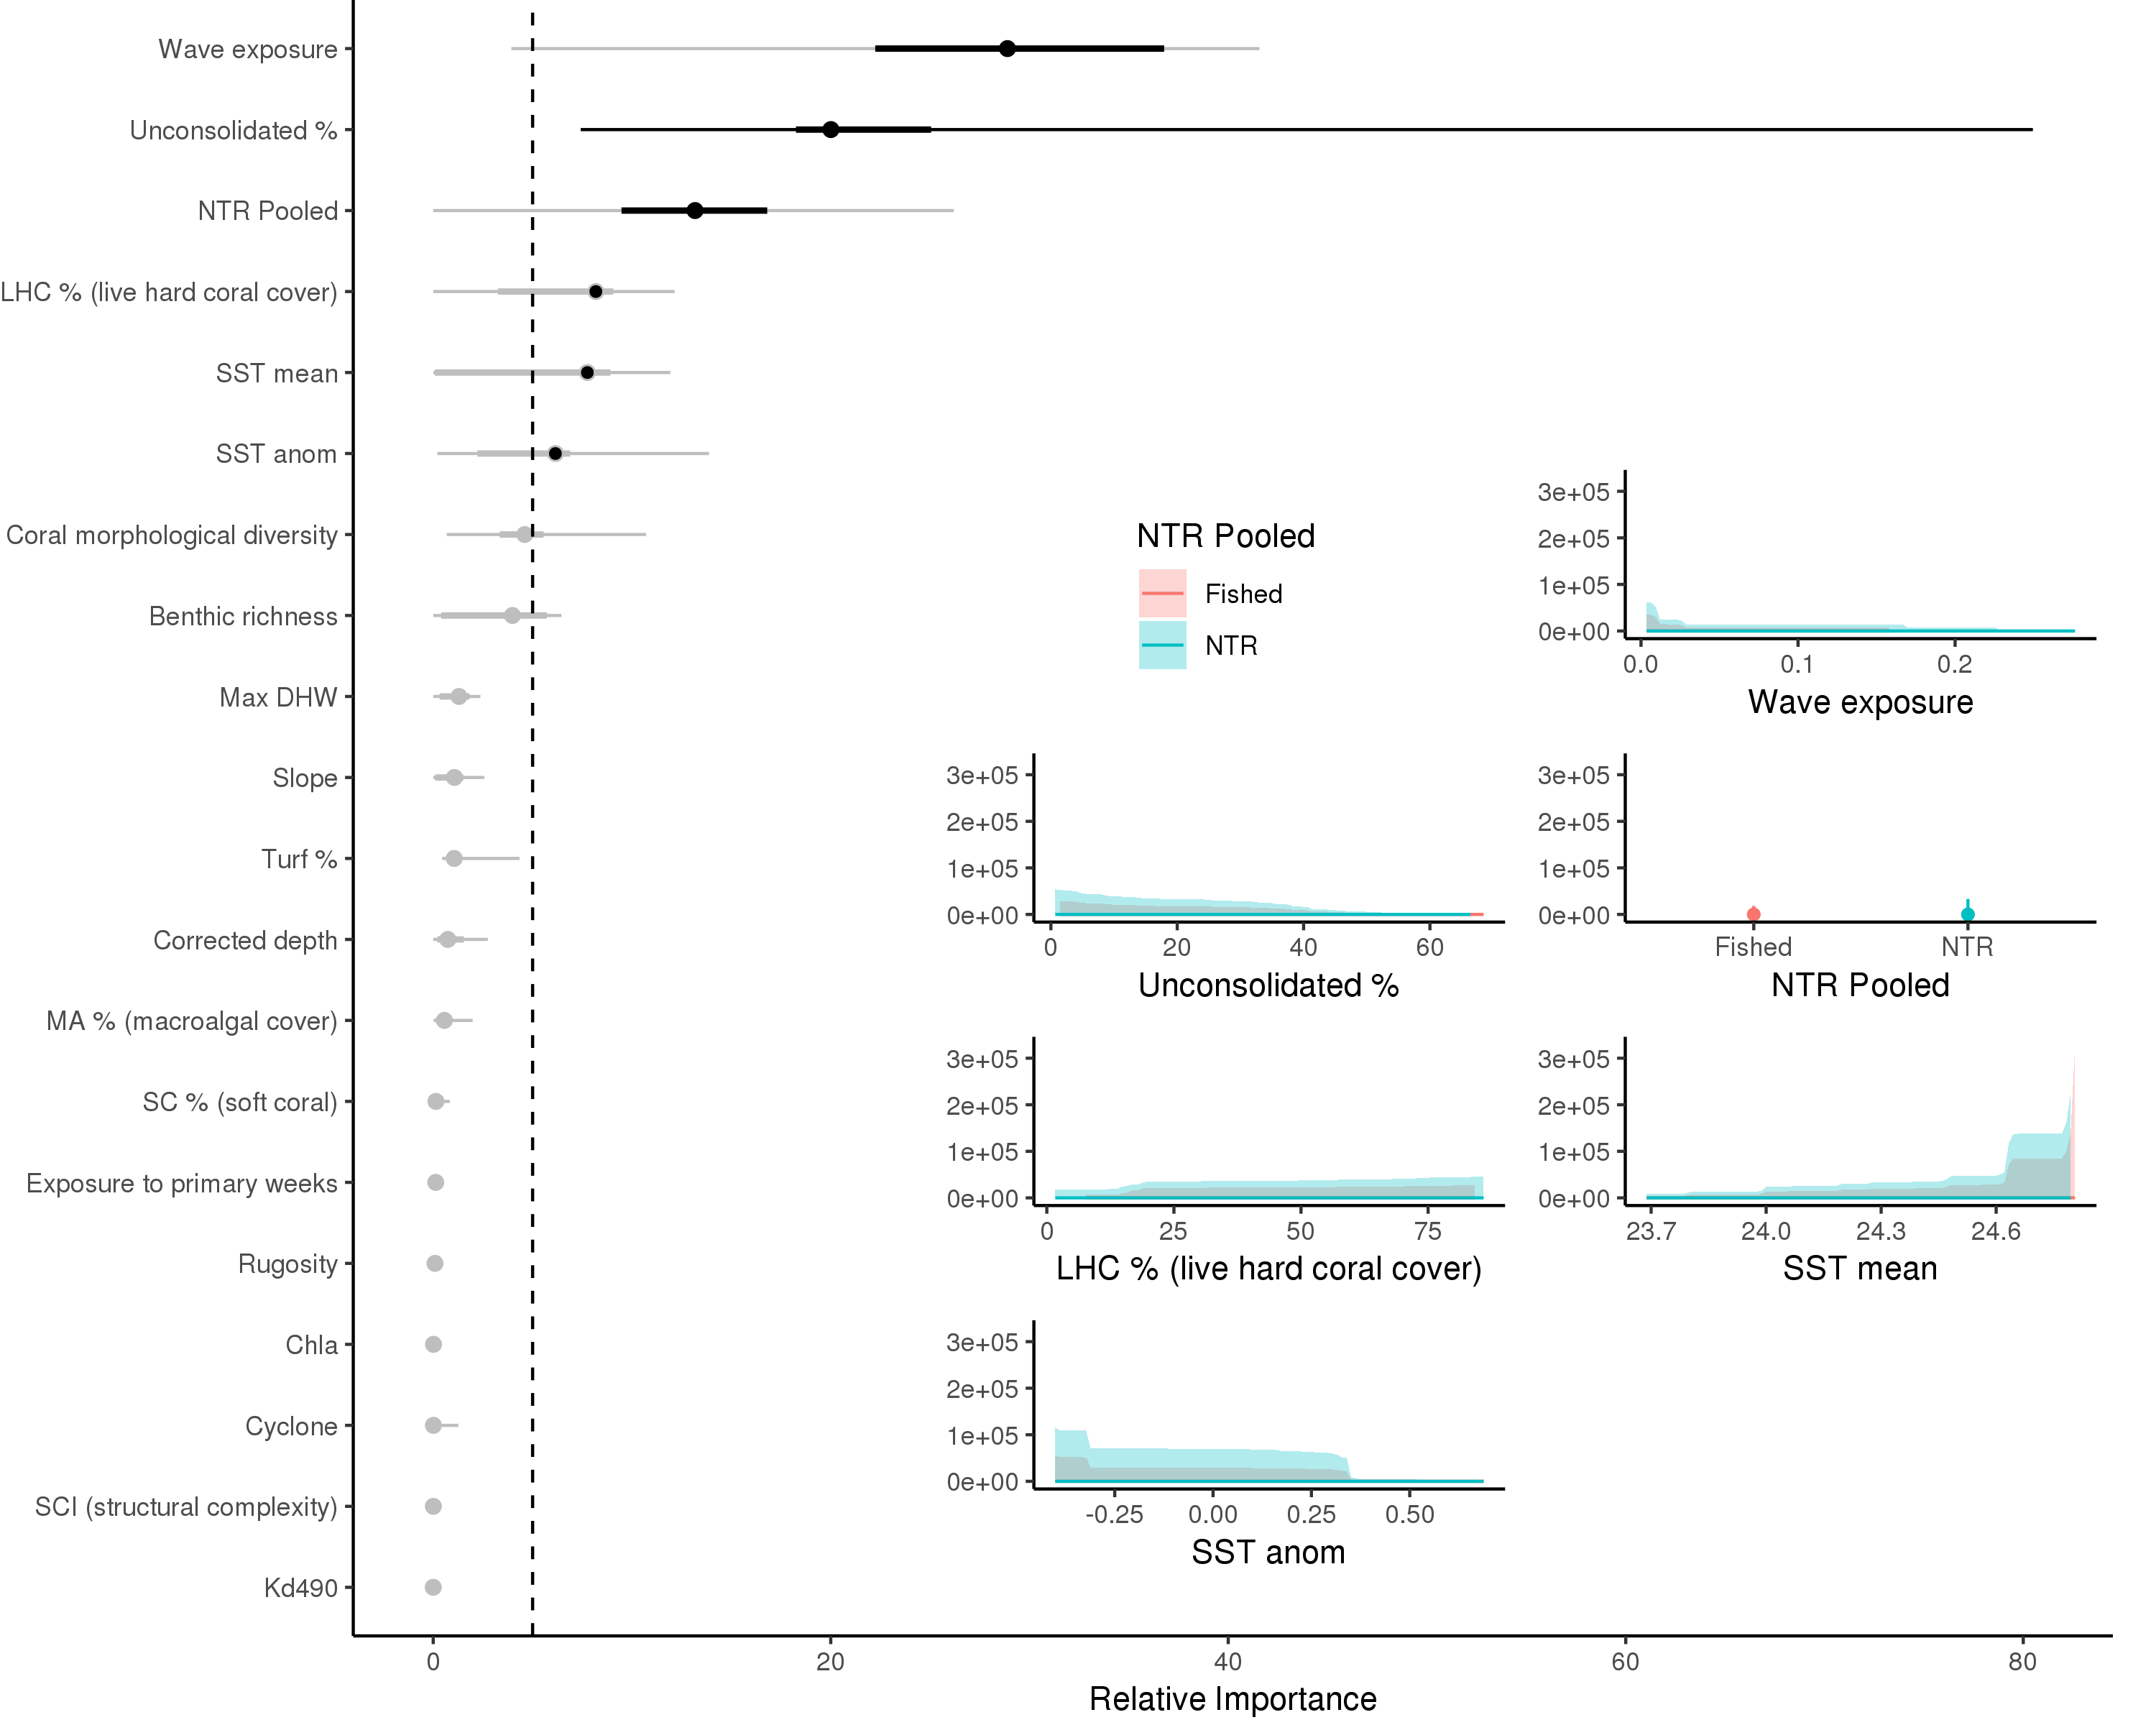 Wave exposure
Unconsolidated %
NTR Pooled
LHC % (live hard coral cover)
SST mean
SST anom
Coral morphological diversity
Benthic richness
Max DHW
Slope
Turf %
Corrected depth
MA % (macroalgal cover)
SC % (soft coral)
Exposure to primary weeks
Rugosity
Chla
Cyclone
SCI (structural complexity)
Kd490
0 20 40 60 80
Relative Importance
NTR Pooled
Fished
NTR
3e+05
2e+05
1e+05
0e+00
0.0 0.1 0.2
Wave exposure
3e+05
2e+05
1e+05
0e+00
0 20 40 60
Unconsolidated %
3e+05
2e+05
1e+05
0e+00
Fished NTR
NTR Pooled
3e+05
2e+05
1e+05
0e+00
0 25 50 75
LHC % (live hard coral cover)
3e+05
2e+05
1e+05
0e+00
23.7 24.0 24.3 24.6
SST mean
3e+05
2e+05
1e+05
0e+00
-0.25 0.00 0.25 0.50
SST anom